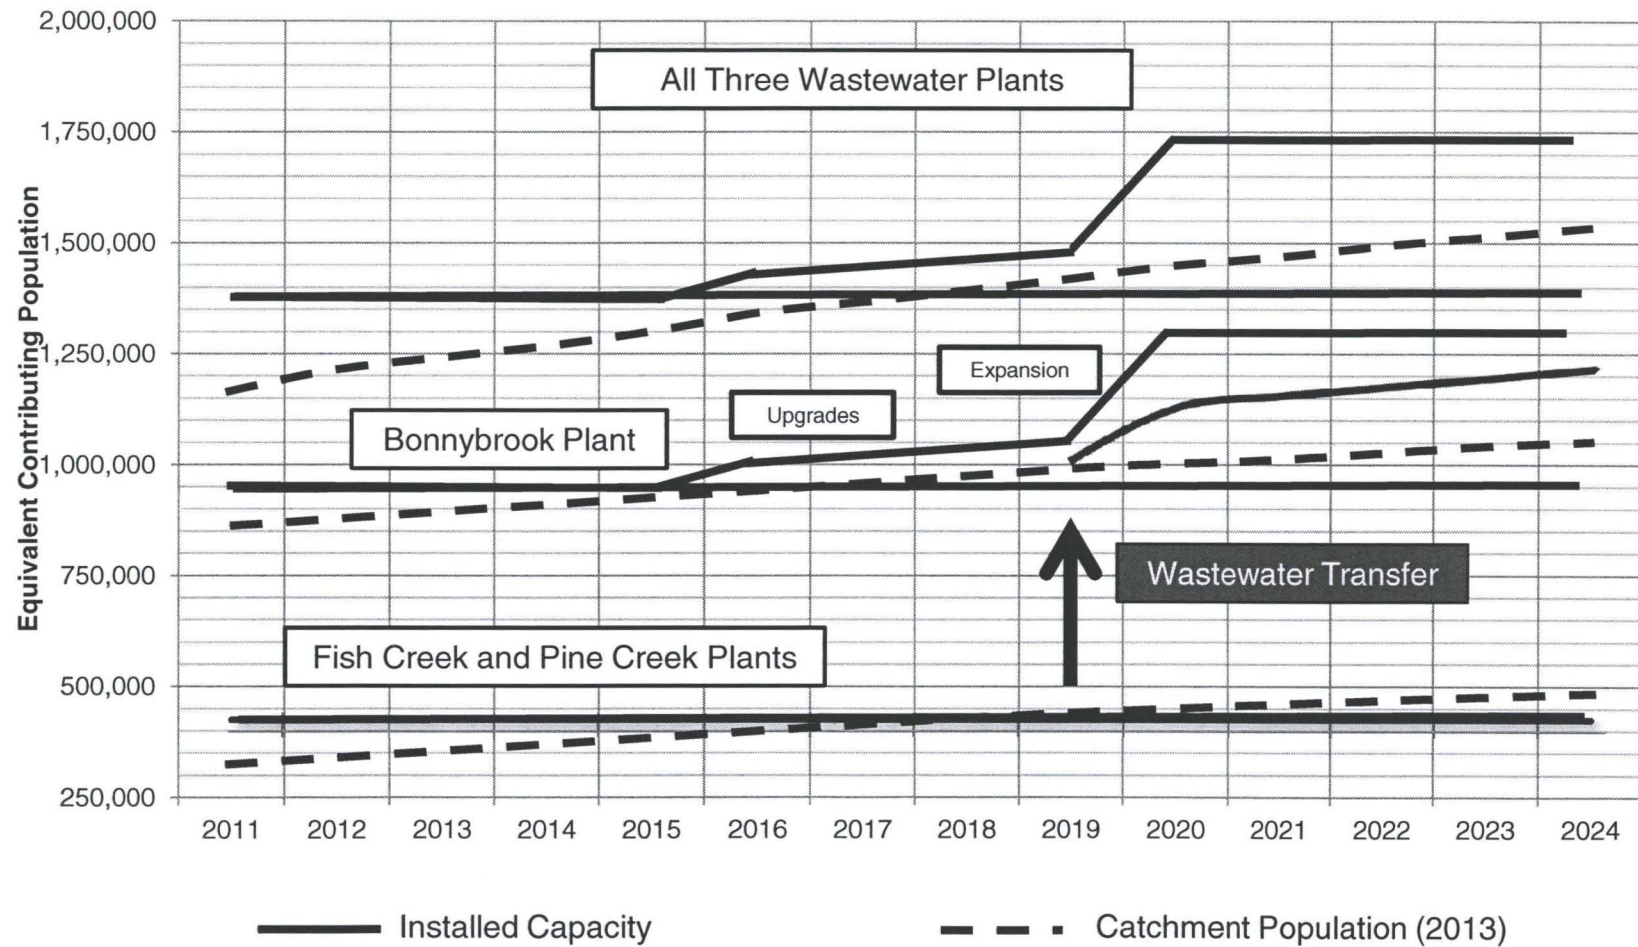 2,000,000
All Three Wastewater Plants
1,750,000
1,500,000
1,250,000
Expansion
Upgrades
Bonnybrook Plant
1,000,000
750,000
Wastewater Transfer
Fish Creek and Pine Creek Plants
500,000
250,000
Equivalent Contributing Population
2011 2012 2013 2014 2015 2016 2017 2018 2019 2020 2021 2022 2023 2024
Installed Capacity
Catchment Population (2013)